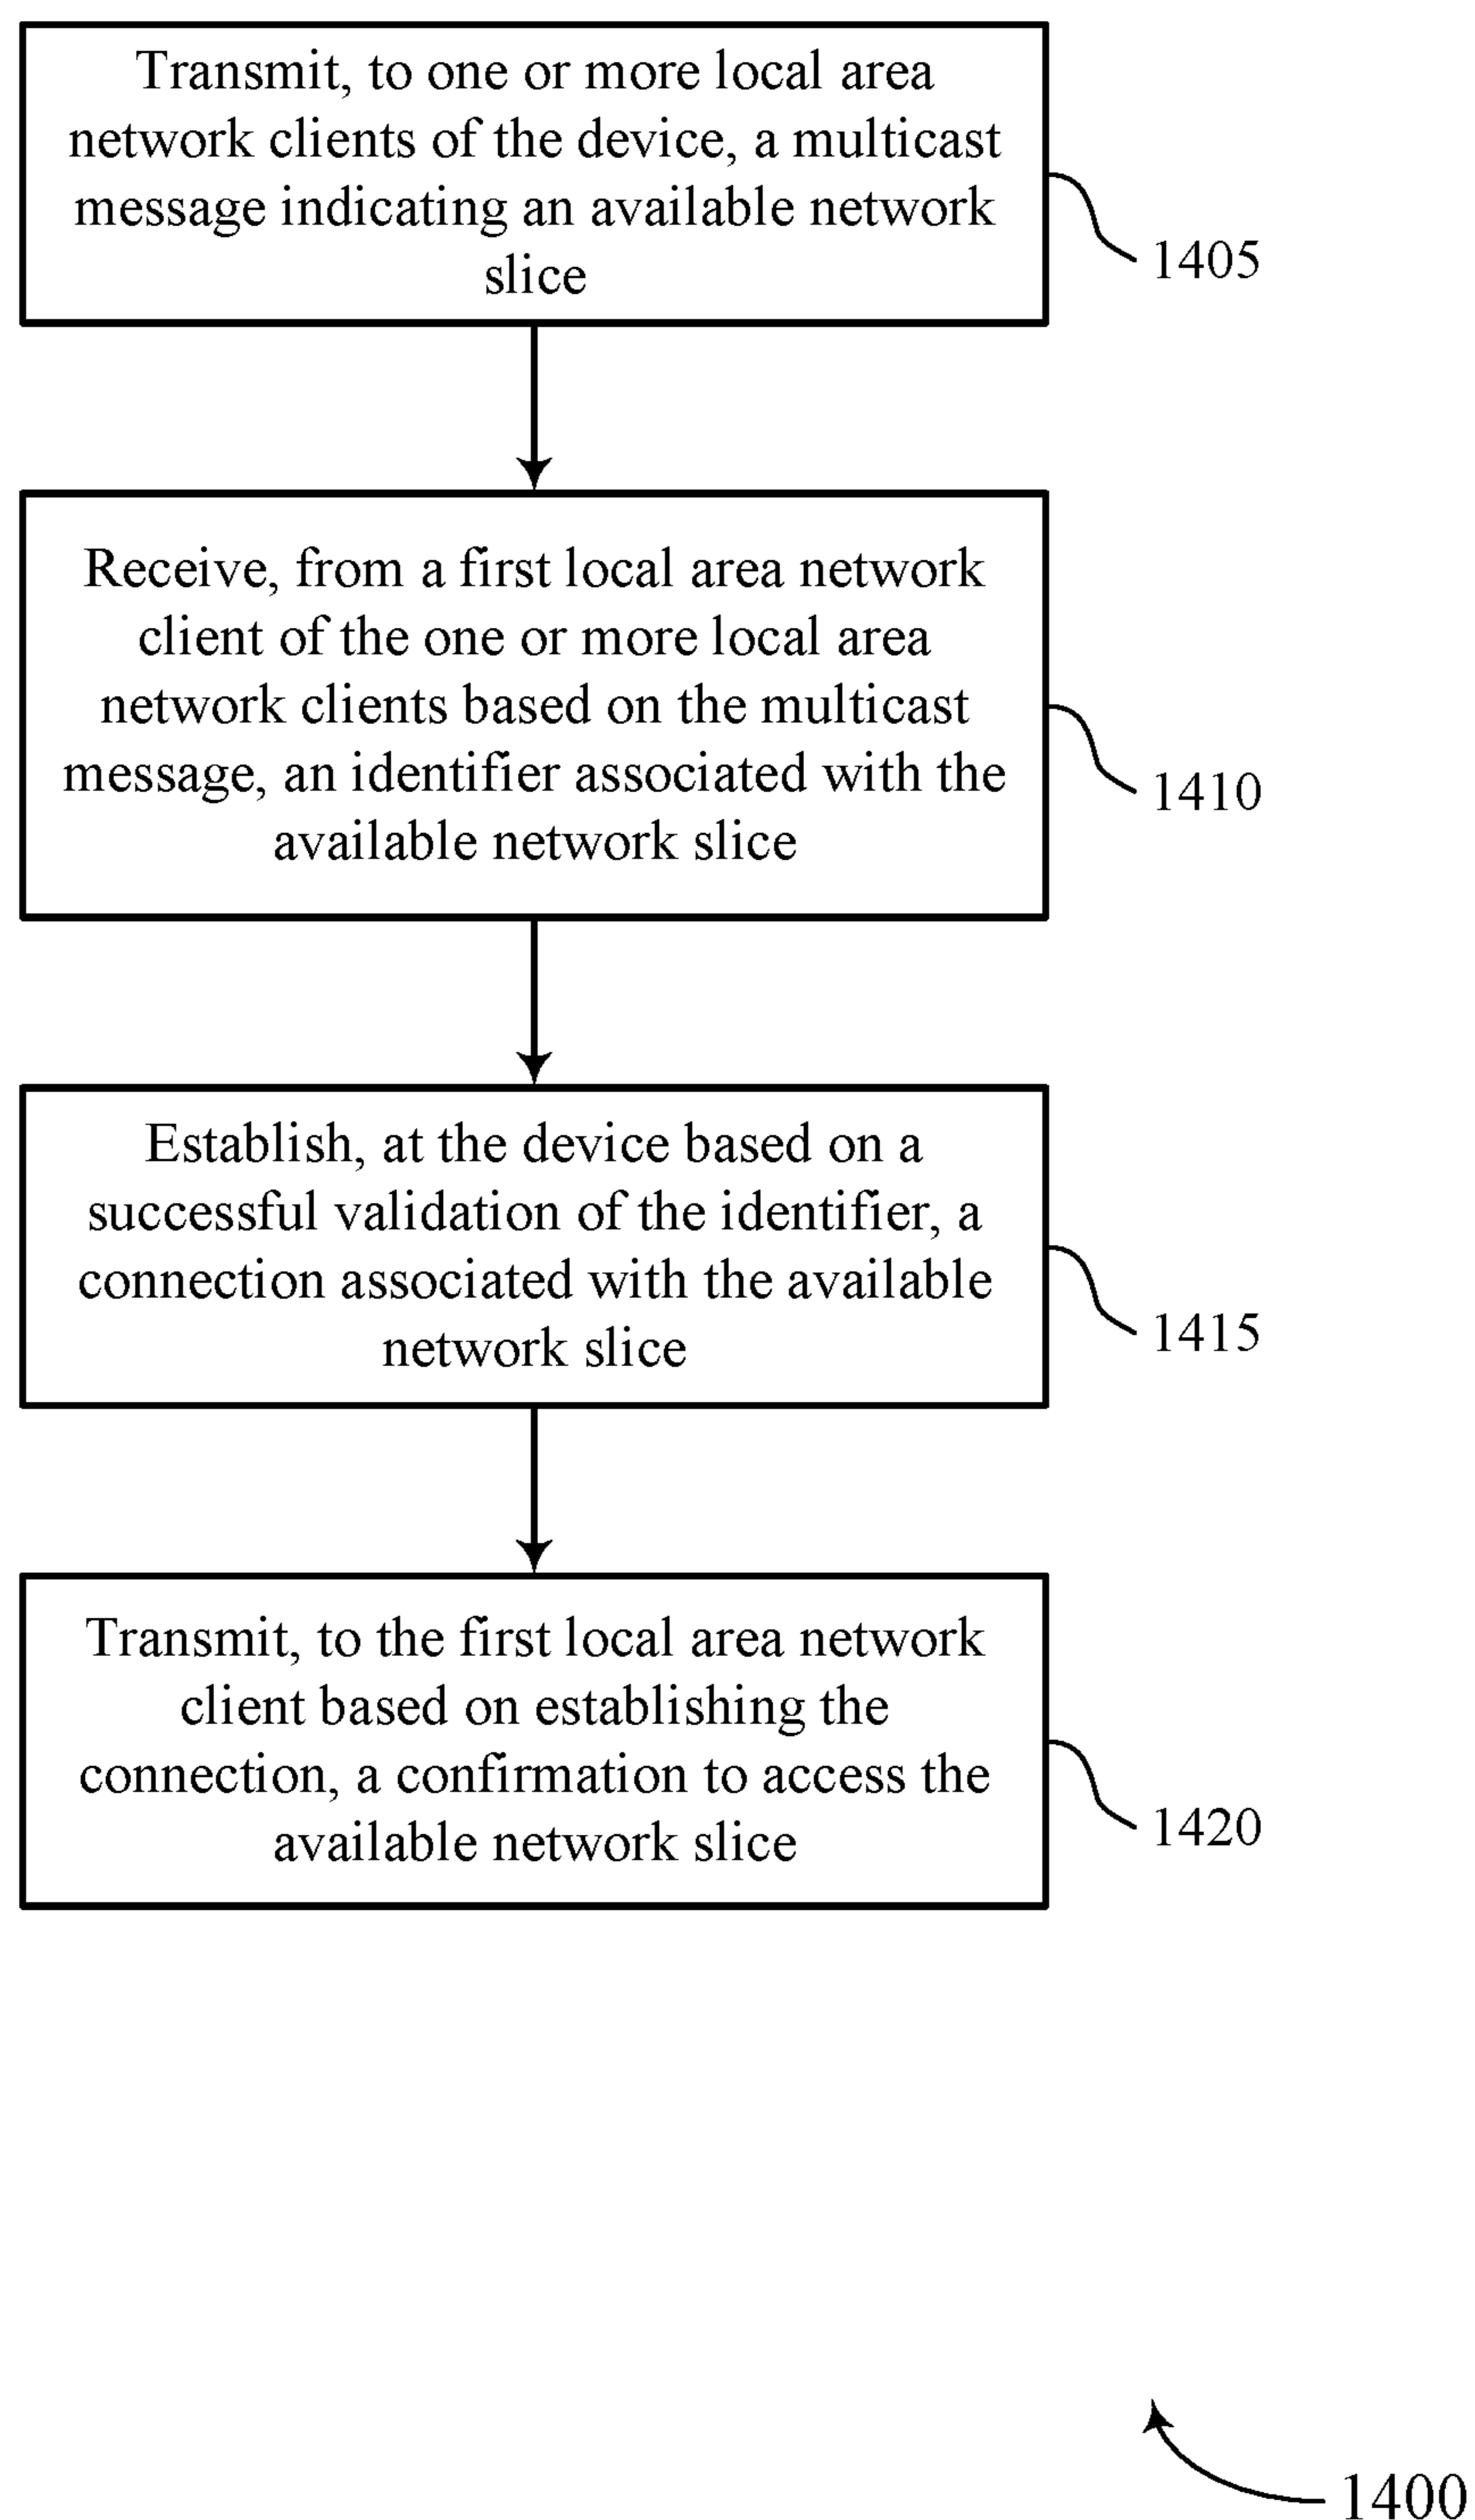 Transmit, to one or more local area
network clients of the device, a multicast
message indicating an available network
slice
1405
Receive, from a first local area network
client of the one or more local area
network clients based on the multicast
message, an identifier associated with the
available network slice
1410
Establish, at the device based on a
successful validation of the identifier, a
connection associated with the available
network slice
1415
Transmit, to the first local area network
client based on establishing the
connection, a confirmation to access the
available network slice
1420
1400